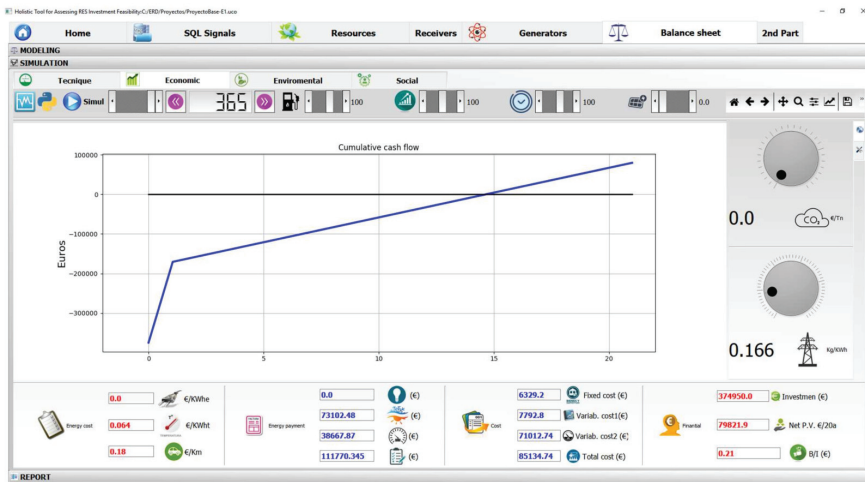 Holistic Tool for Assessing RES Investment Feasibility:C:/ERD/Proyectos/ProyectoBase-E1.uco
Home SQL Signals Resources Receivers Generators Balance sheet 2nd Part
MODELING
SIMULATION
Tecnique Economic Enviromental Social
Simul 365 100 100 100 0.0
Cumulative cash flow
100000
0
−100000
−200000
−300000
Euros
0 5 10 15 20
0.0 CO₂ €/Tn
0.166 Kg/KWh
Energy cost
0.0 €/KWhe
0.064 €/KWht
0.18 €/Km
Energy payment
0.0 (€)
73102.48 (€)
38667.87 (€)
111770.345 (€)
Cost
6329.2 Fixed cost (€)
7792.8 Variab. cost1(€)
71012.74 Variab. cost2 (€)
85134.74 Total cost (€)
Finantal
374950.0 Investmen (€)
79821.9 Net P.V. €/20a
0.21 B/I (€)
REPORT